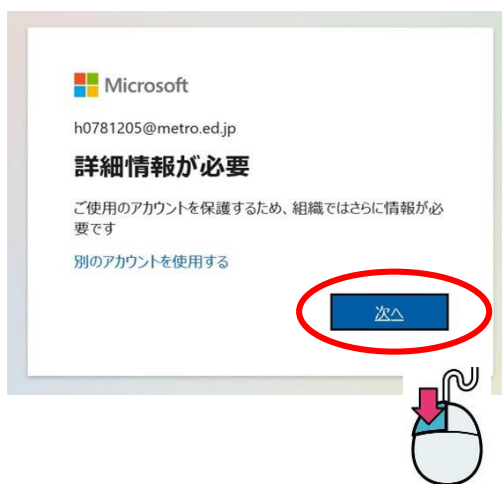 Microsoft
h0781205@metro.ed.jp
詳細情報が必要
ご使用のアカウントを保護するため、組織ではさらに情報が必
要です
別のアカウントを使用する
次へ